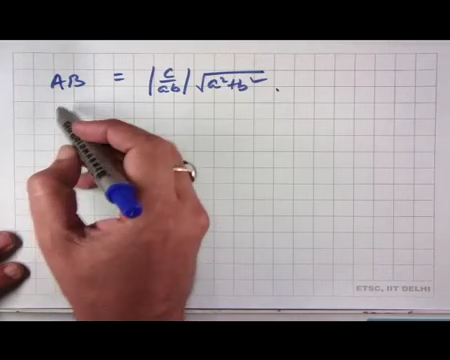 AB = |c/ab| √a²+b² .
ETSC, IIT DELHI